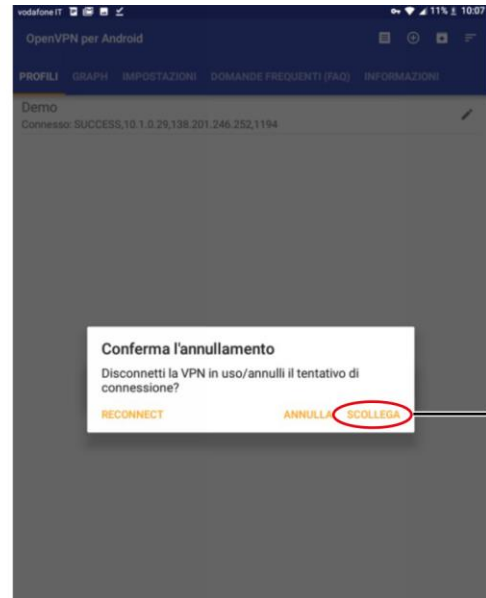 vodafone IT 11% 10:07
OpenVPN per Android
PROFILI GRAPH IMPOSTAZIONI DOMANDE FREQUENTI (FAQ) INFORMAZIONI
Demo
Connesso: SUCCESS,10.1.0.29,138.201.246.252,1194
Conferma l'annullamento
Disconnetti la VPN in uso/annulli il tentativo di
connessione?
RECONNECT ANNULLA SCOLLEGA